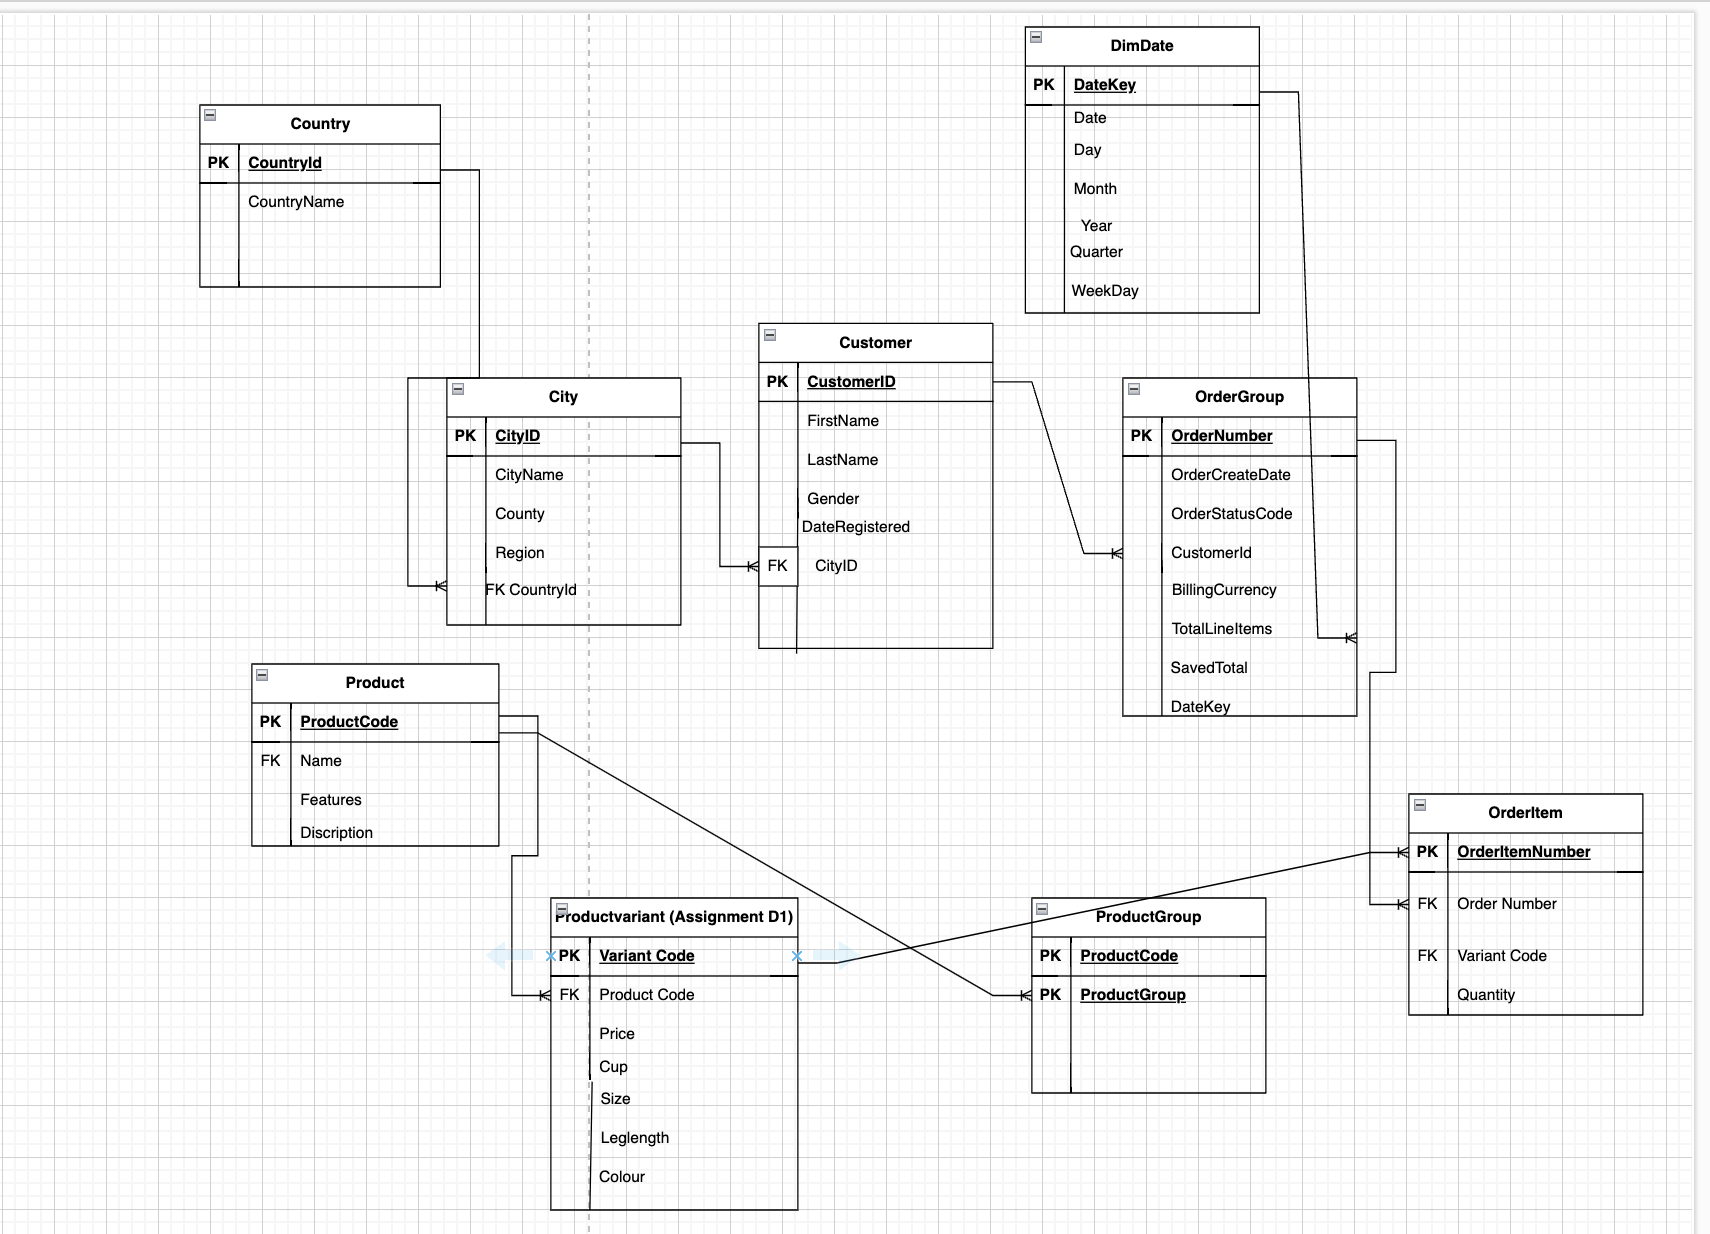 DimDate
PK DateKey
Date
Day
Month
Year
Quarter
WeekDay
Country
PK CountryId
CountryName
City
PK CityID
CityName
County
Region
FK CountryId
Customer
PK CustomerID
FirstName
LastName
Gender
DateRegistered
FK CityID
OrderGroup
PK OrderNumber
OrderCreateDate
OrderStatusCode
CustomerId
BillingCurrency
TotalLineItems
SavedTotal
DateKey
Product
PK ProductCode
FK Name
Features
Discription
Productvariant (Assignment D1)
PK Variant Code
FK Product Code
Price
Cup
Size
Leglength
Colour
ProductGroup
PK ProductCode
PK ProductGroup
OrderItem
PK OrderItemNumber
FK Order Number
FK Variant Code
Quantity